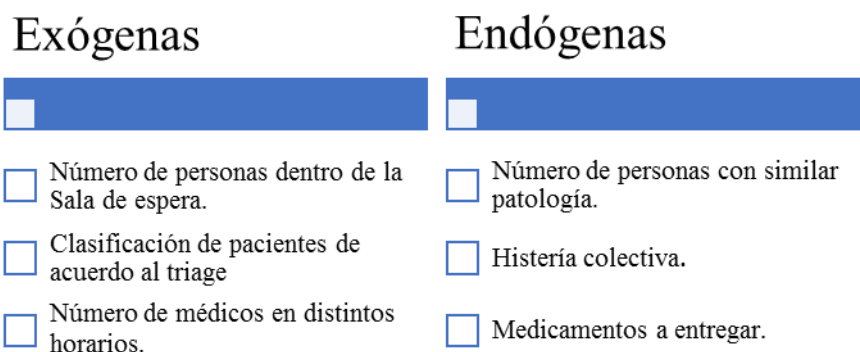 Exógenas
Número de personas dentro de la
Sala de espera.
Clasificación de pacientes de
acuerdo al triage
Número de médicos en distintos
horarios.
Endógenas
Número de personas con similar
patología.
Histería colectiva.
Medicamentos a entregar.